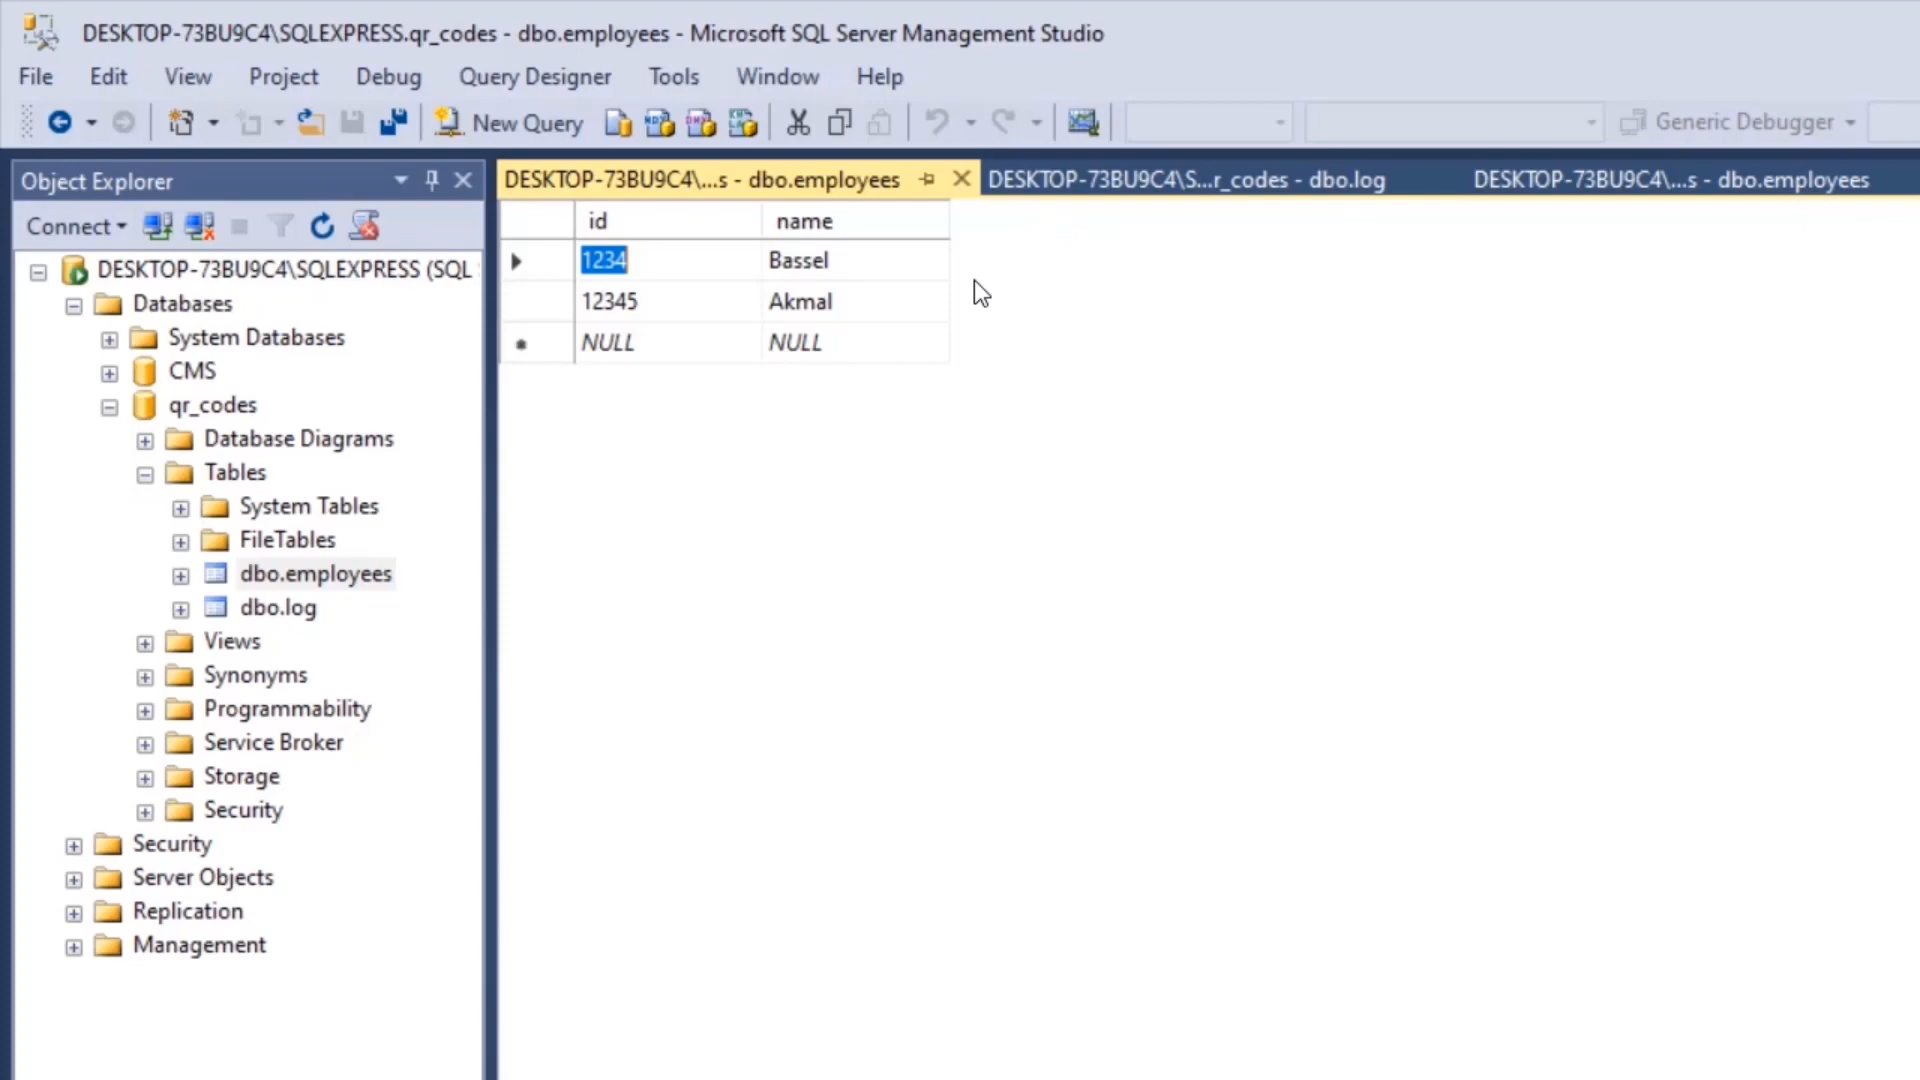 DESKTOP-73BU9C4\SQLEXPRESS.qr_codes - dbo.employees - Microsoft SQL Server Management Studio
File Edit View Project Debug Query Designer Tools Window Help
New Query Generic Debugger
Object Explorer
Connect
DESKTOP-73BU9C4\SQLEXPRESS (SQL
Databases
System Databases
CMS
qr_codes
Database Diagrams
Tables
System Tables
FileTables
dbo.employees
dbo.log
Views
Synonyms
Programmability
Service Broker
Storage
Security
Security
Server Objects
Replication
Management
DESKTOP-73BU9C4\...s - dbo.employees DESKTOP-73BU9C4\S...r_codes - dbo.log DESKTOP-73BU9C4\...s - dbo.employees
id name
1234 Bassel
12345 Akmal
NULL NULL